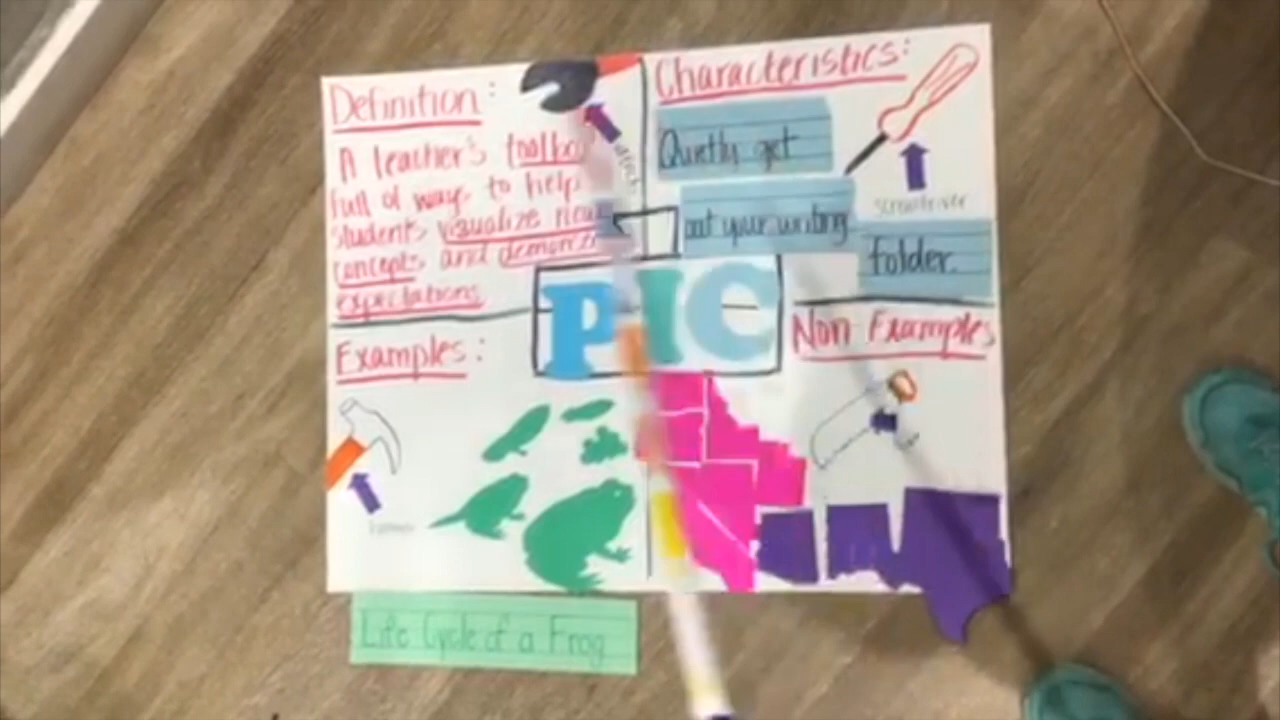 Definition:
A teacher's toolbox
full of ways to help
students visualize new
concepts and demonstr
expectations
Characteristics:
Quietly get
out your writing
folder.
screwdriver
PIC
Examples:
Non Examples
Life Cycle of a Frog